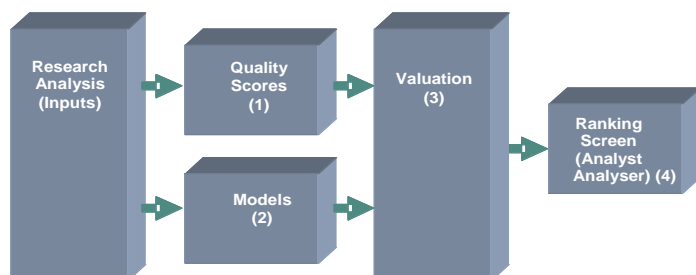 Research
Analysis
(Inputs)
Quality
Scores
(1)
Models
(2)
Valuation
(3)
Ranking
Screen
(Analyst
Analyser) (4)